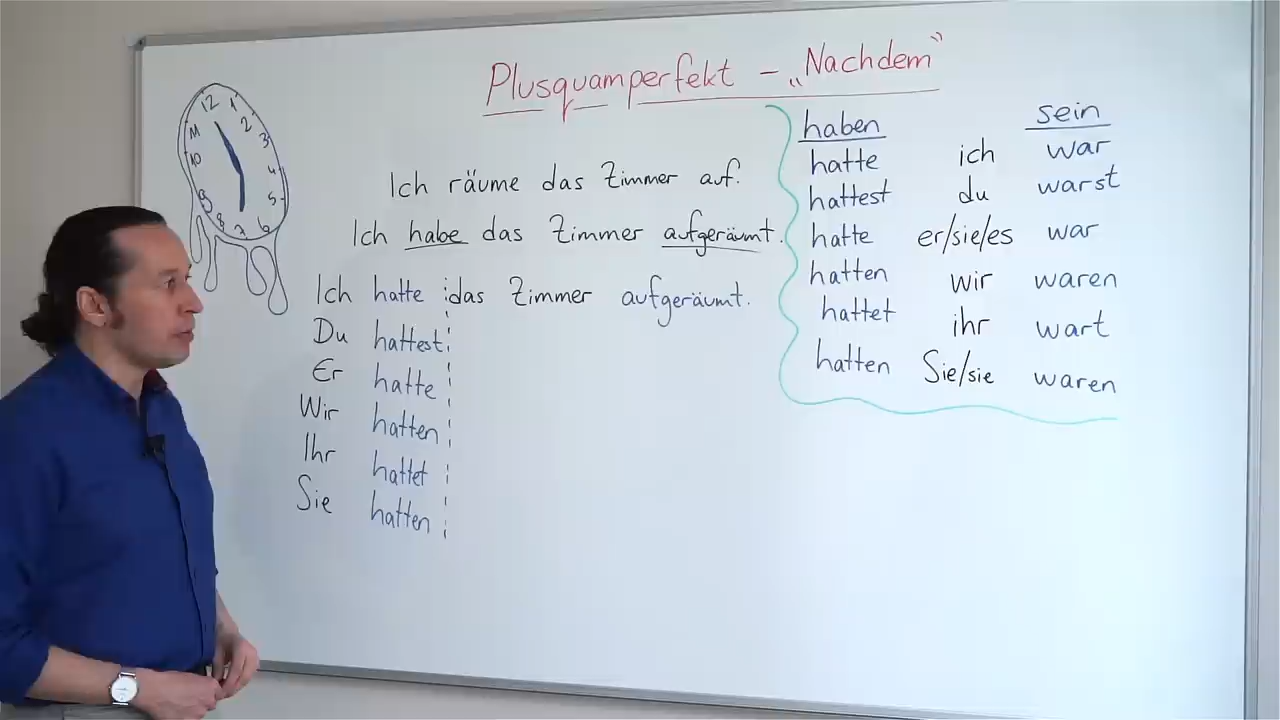 Plusquamperfekt – „Nachdem“
12 1 2 3 4 5 6 7 8 9 10 11
Ich räume das Zimmer auf.
Ich habe das Zimmer aufgeräumt.
Ich hatte das Zimmer aufgeräumt.
Du hattest
Er hatte
Wir hatten
Ihr hattet
Sie hatten
haben sein
hatte ich war
hattest du warst
hatte er/sie/es war
hatten wir waren
hattet ihr wart
hatten Sie/sie waren